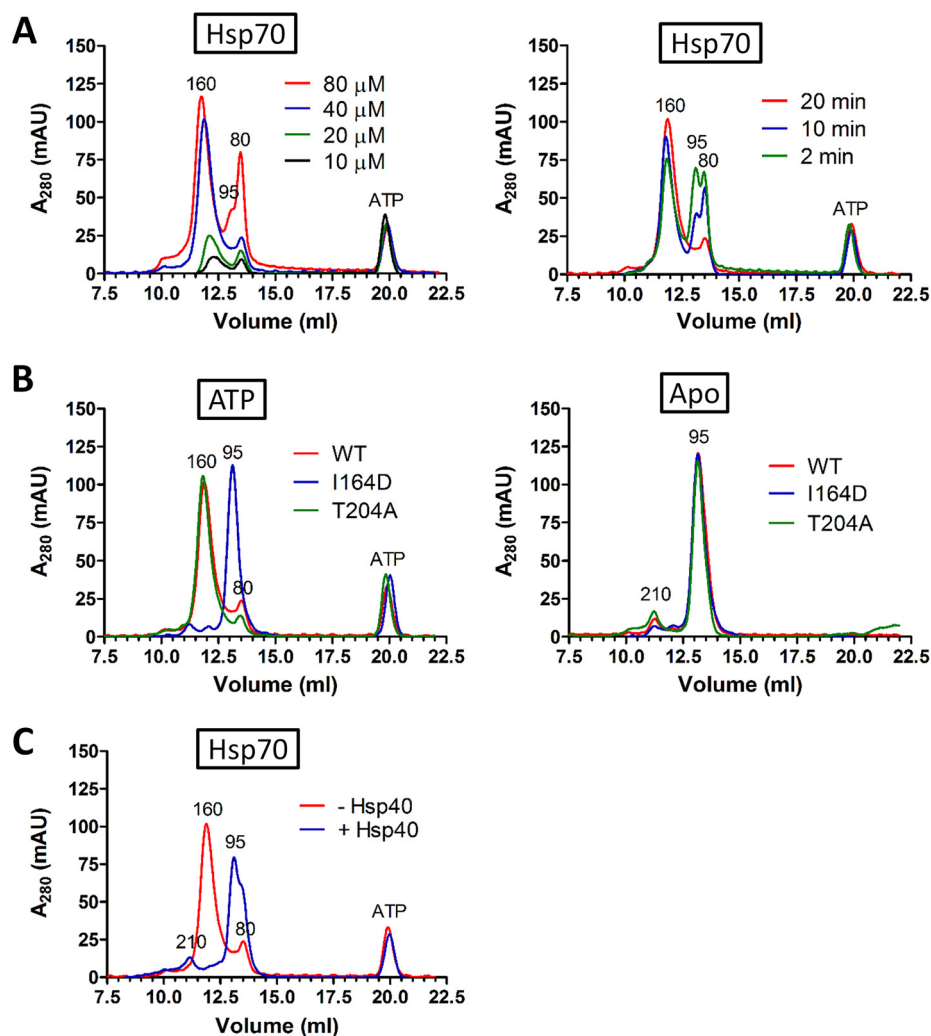 A
Hsp70
150
125
100
75
50
25
0
A280 (mAU)
160
95
80
ATP
80 μM
40 μM
20 μM
10 μM
7.5 10.0 12.5 15.0 17.5 20.0 22.5
Volume (ml)
Hsp70
150
125
100
75
50
25
0
A280 (mAU)
160
95
80
ATP
20 min
10 min
2 min
7.5 10.0 12.5 15.0 17.5 20.0 22.5
Volume (ml)
B
ATP
150
125
100
75
50
25
0
A280 (mAU)
160
95
80
ATP
WT
I164D
T204A
7.5 10.0 12.5 15.0 17.5 20.0 22.5
Volume (ml)
Apo
150
125
100
75
50
25
0
A280 (mAU)
95
210
WT
I164D
T204A
7.5 10.0 12.5 15.0 17.5 20.0 22.5
Volume (ml)
C
Hsp70
150
125
100
75
50
25
0
A280 (mAU)
160
95
210
80
ATP
- Hsp40
+ Hsp40
7.5 10.0 12.5 15.0 17.5 20.0 22.5
Volume (ml)